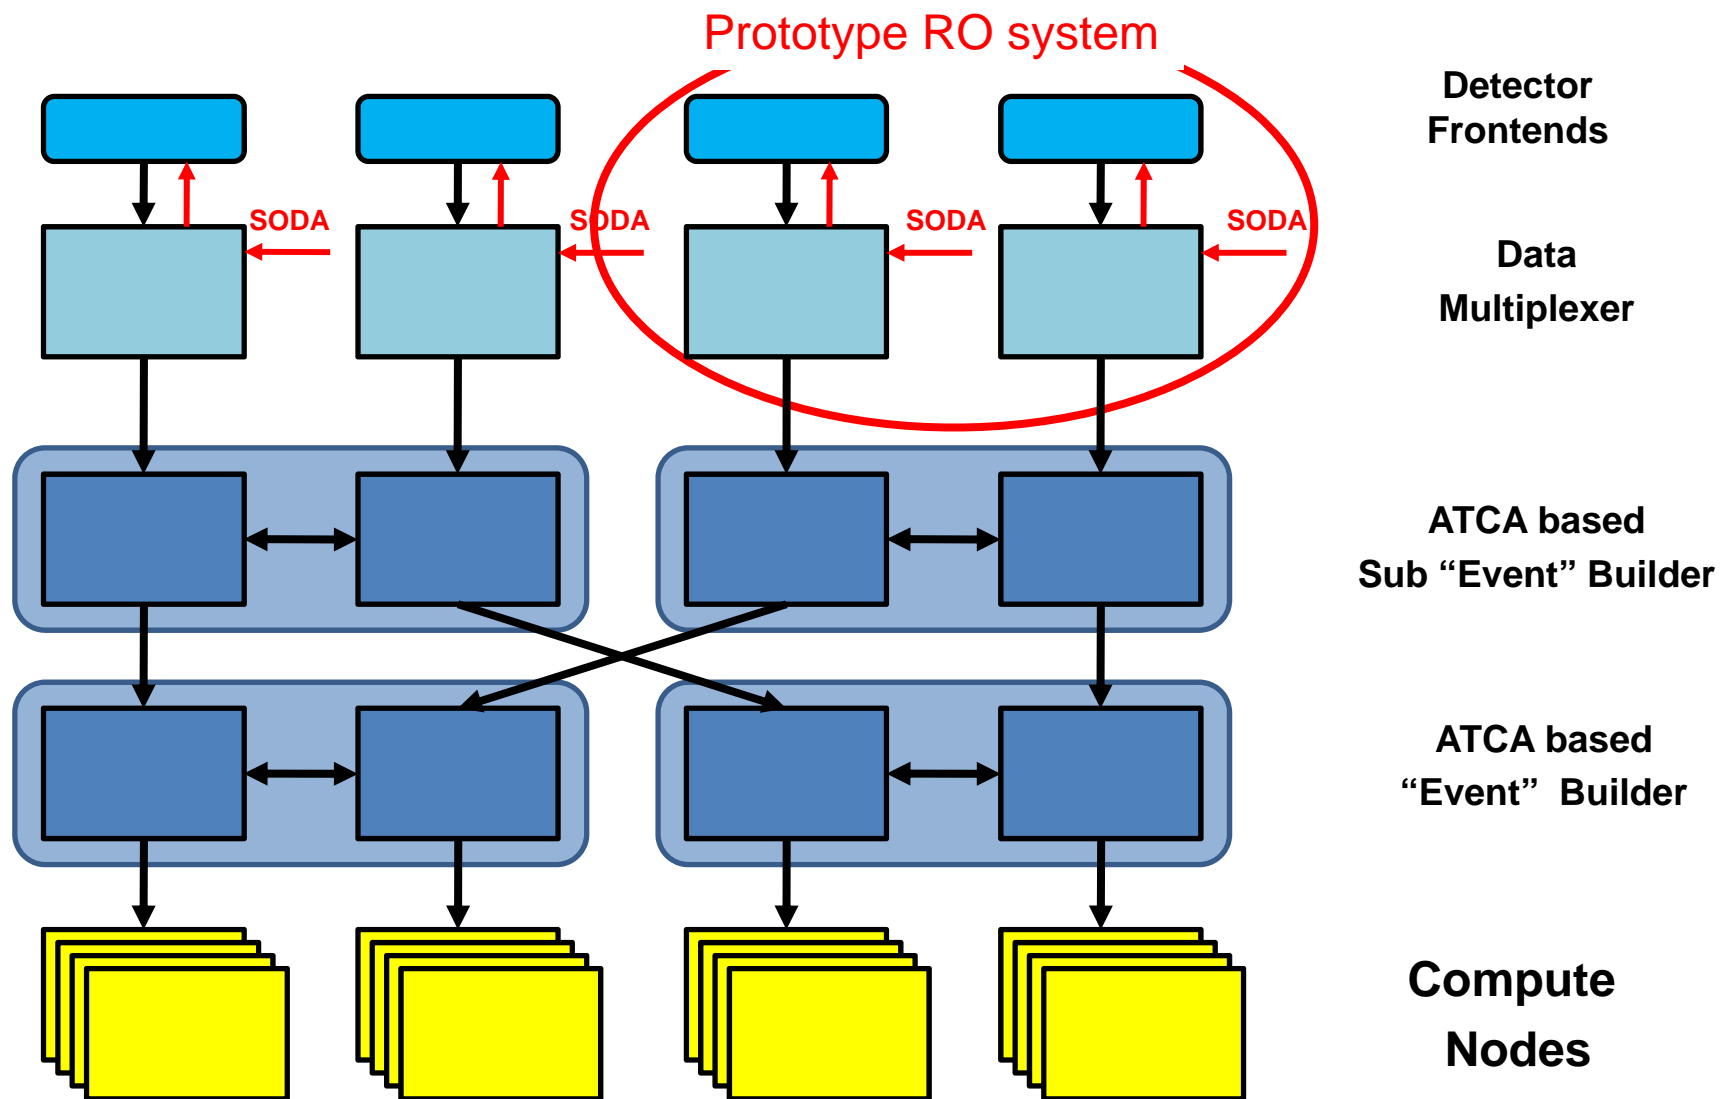 Prototype RO system
Detector
Frontends
SODA
SODA
SODA
SODA
Data
Multiplexer
ATCA based
Sub “Event” Builder
ATCA based
“Event”  Builder
Compute
Nodes